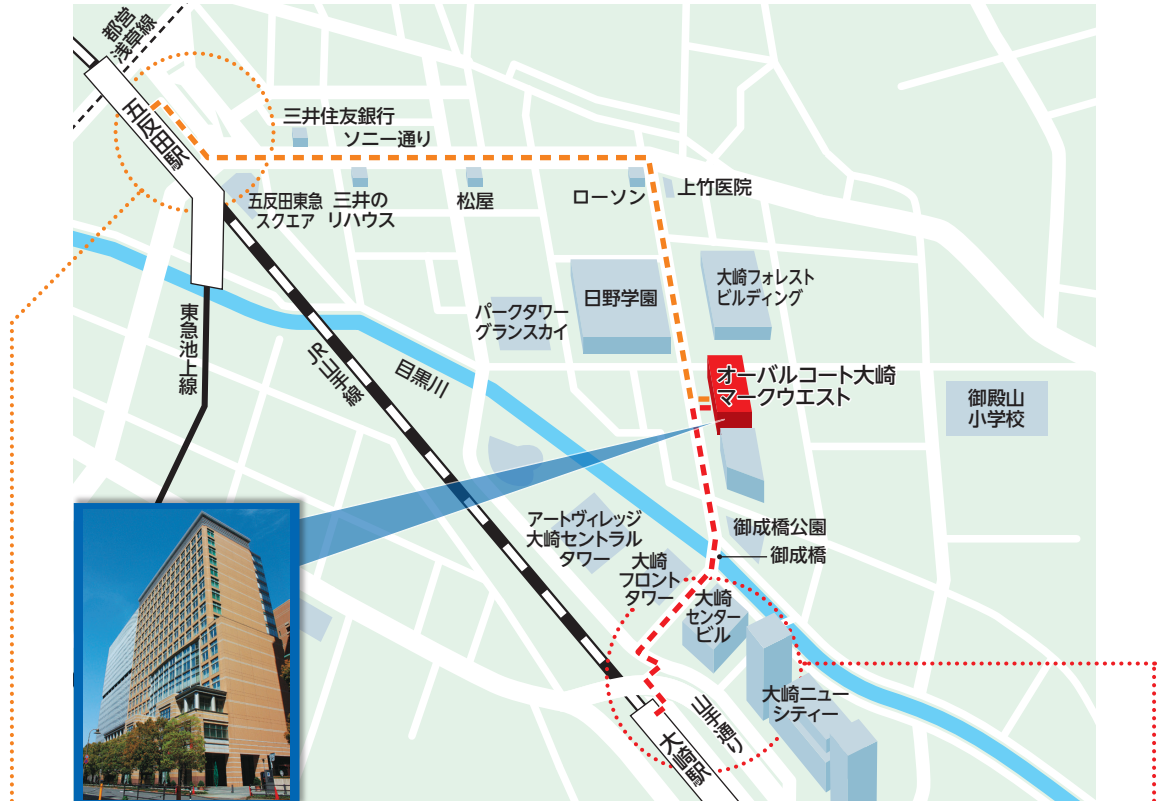 都営
浅草線
五反田駅
三井住友銀行
ソニー通り
五反田東急
スクエア
三井の
リハウス
松屋
ローソン
上竹医院
東急池上線
JR山手線
目黒川
パークタワー
グランスカイ
日野学園
大崎フォレスト
ビルディング
オーバルコート大崎
マークウエスト
御殿山
小学校
アートヴィレッジ
大崎セントラル
タワー
大崎
フロント
タワー
御成橋公園
御成橋
大崎
センター
ビル
大崎ニュー
シティー
山手通り
大崎駅